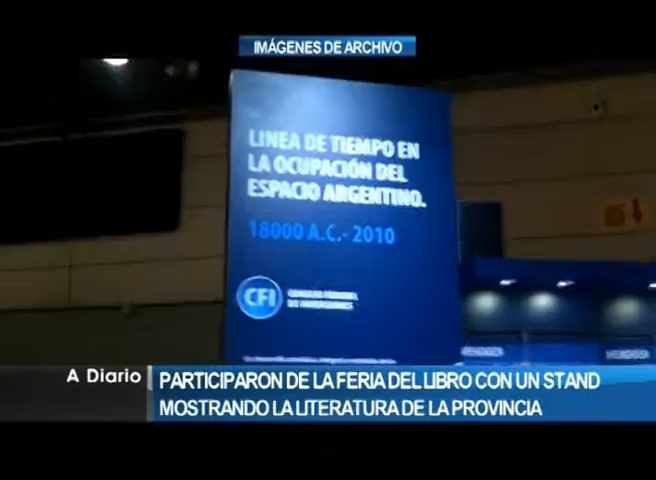 IMÁGENES DE ARCHIVO
LINEA DE TIEMPO EN
LA OCUPACIÓN DEL
ESPACIO ARGENTINO.
18000 A.C.- 2010
CFI
CONSEJO FEDERAL
DE INVERSIONES
A Diario
PARTICIPARON DE LA FERIA DEL LIBRO CON UN STAND
MOSTRANDO LA LITERATURA DE LA PROVINCIA